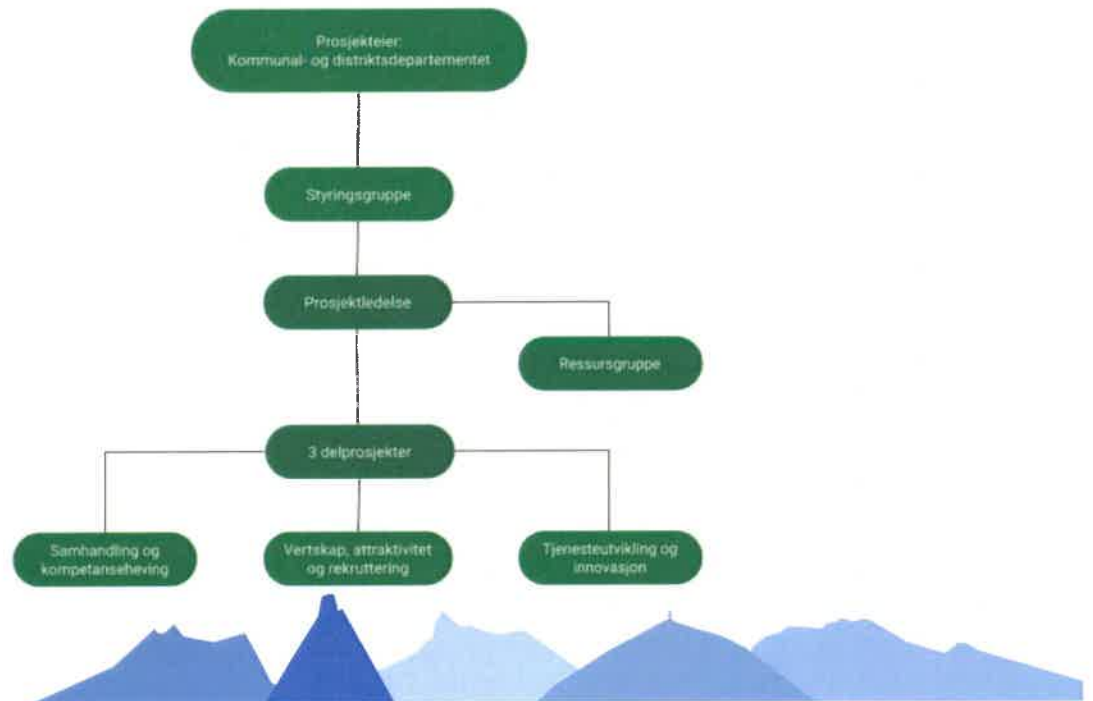 Prosjekteier:
Kommunal- og distriktsdepartementet
Styringsgruppe
Prosjektledelse
Ressursgruppe
3 delprosjekter
Samhandling og
kompetanseheving
Vertskap, attraktivitet
og rekruttering
Tjenesteutvikling og
innovasjon